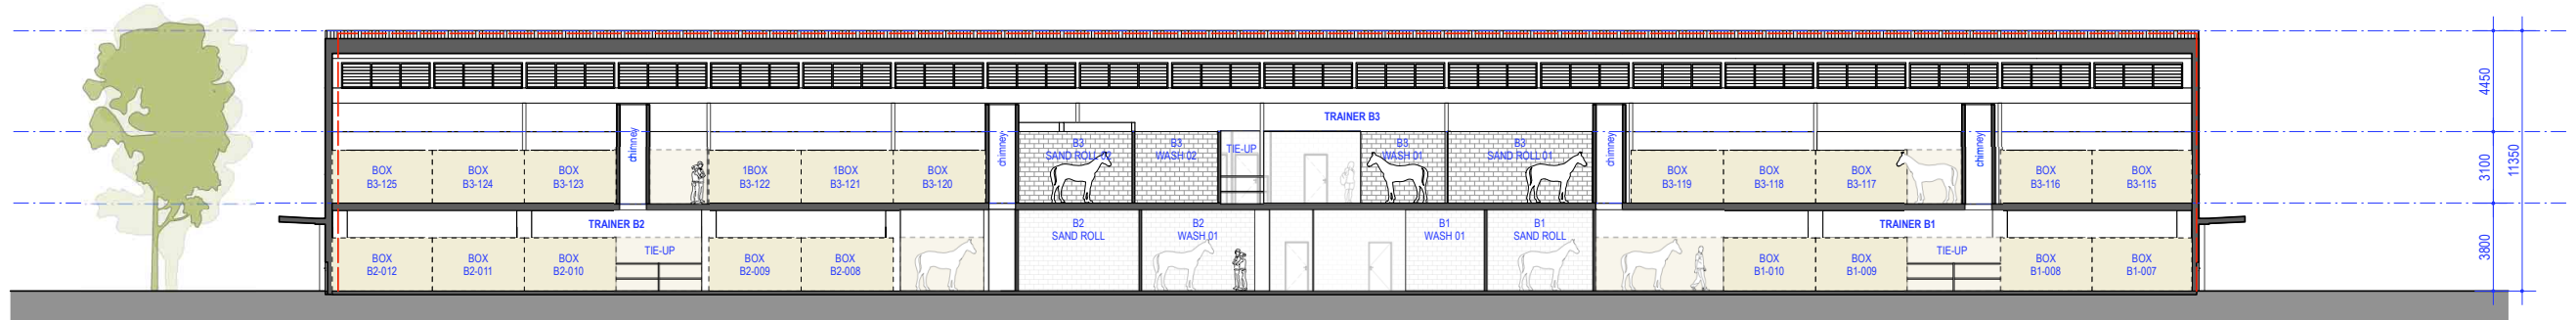 TRAINER B3
chimney
chimney
chimney
chimney
B3
SAND ROLL 02
B3
WASH 02
TIE-UP
B3
WASH 01
B3
SAND ROLL 01
BOX
B3-125
BOX
B3-124
BOX
B3-123
1BOX
B3-122
1BOX
B3-121
BOX
B3-120
BOX
B3-119
BOX
B3-118
BOX
B3-117
BOX
B3-116
BOX
B3-115
TRAINER B2
B2
SAND ROLL
B2
WASH 01
B1
WASH 01
B1
SAND ROLL
TRAINER B1
TIE-UP
TIE-UP
BOX
B2-012
BOX
B2-011
BOX
B2-010
BOX
B2-009
BOX
B2-008
BOX
B1-010
BOX
B1-009
BOX
B1-008
BOX
B1-007
4450
3100
3800
11350